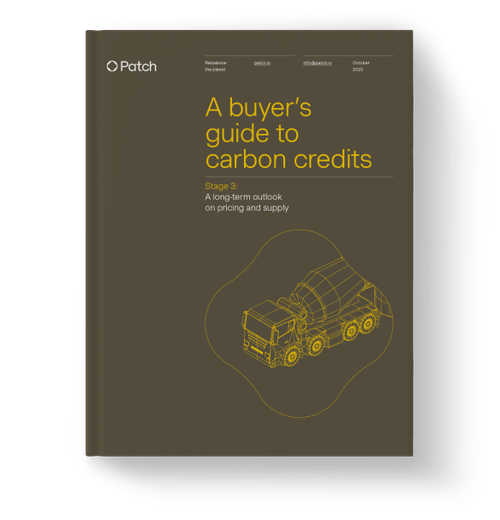 Patch
Rebalance
the planet
patch.io
info@patch.io
October
2022
A buyer's
guide to
carbon credits
Stage 3:
A long-term outlook
on pricing and supply